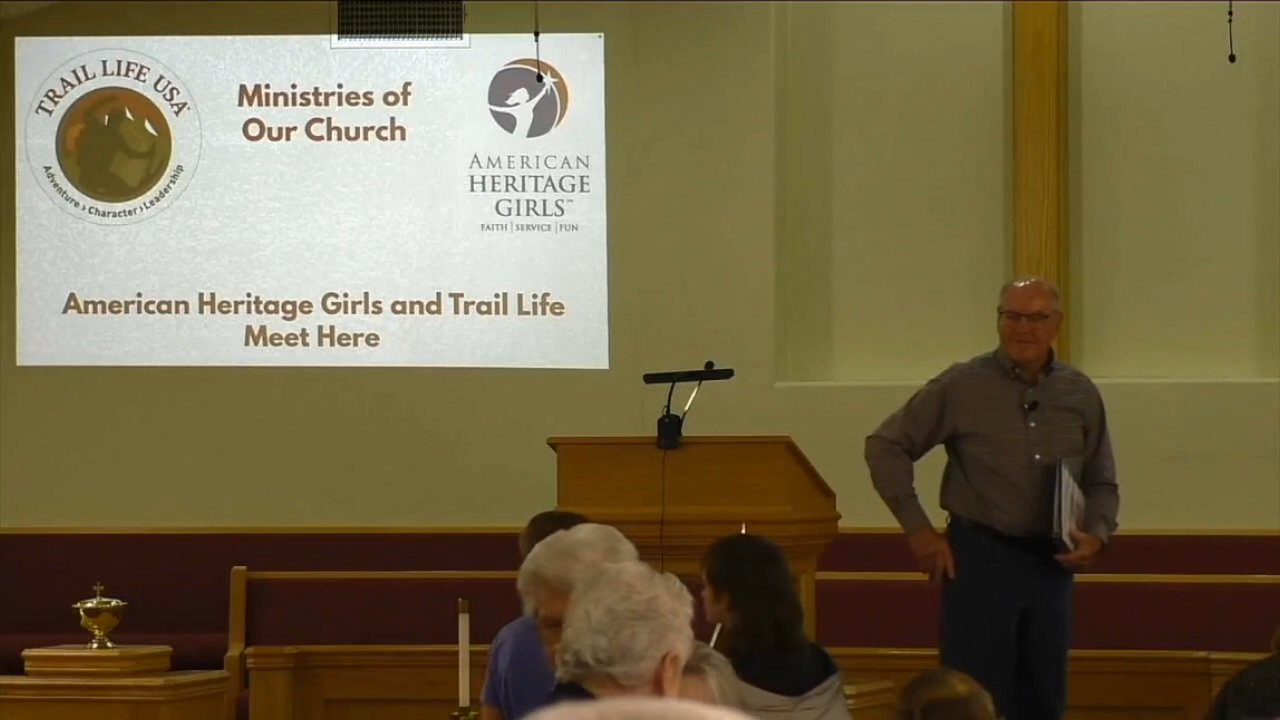 TRAIL LIFE USA
Adventure › Character › Leadership
Ministries of
Our Church
AMERICAN
HERITAGE
GIRLS™
FAITH | SERVICE | FUN
American Heritage Girls and Trail Life
Meet Here